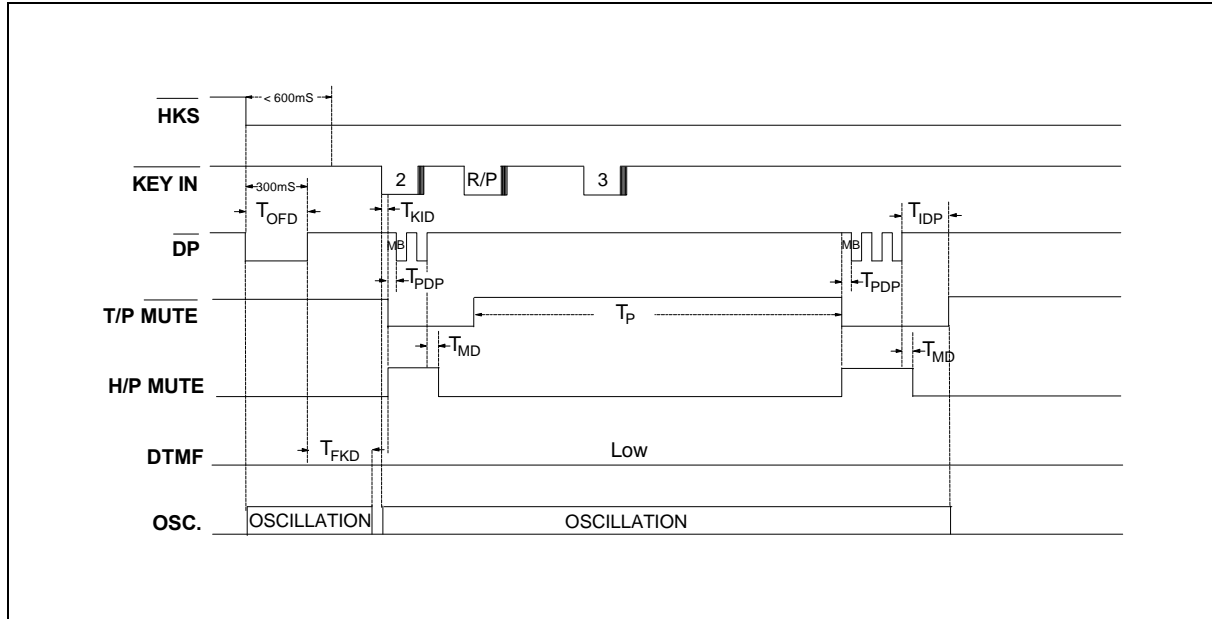 < 600mS
HKS
KEY IN
2
R/P
3
300mS
TOFD
TKID
TIDP
DP
MB
MB
TPDP
TPDP
T/P MUTE
TP
TMD
TMD
H/P MUTE
TFKD
Low
DTMF
OSC.
OSCILLATION
OSCILLATION